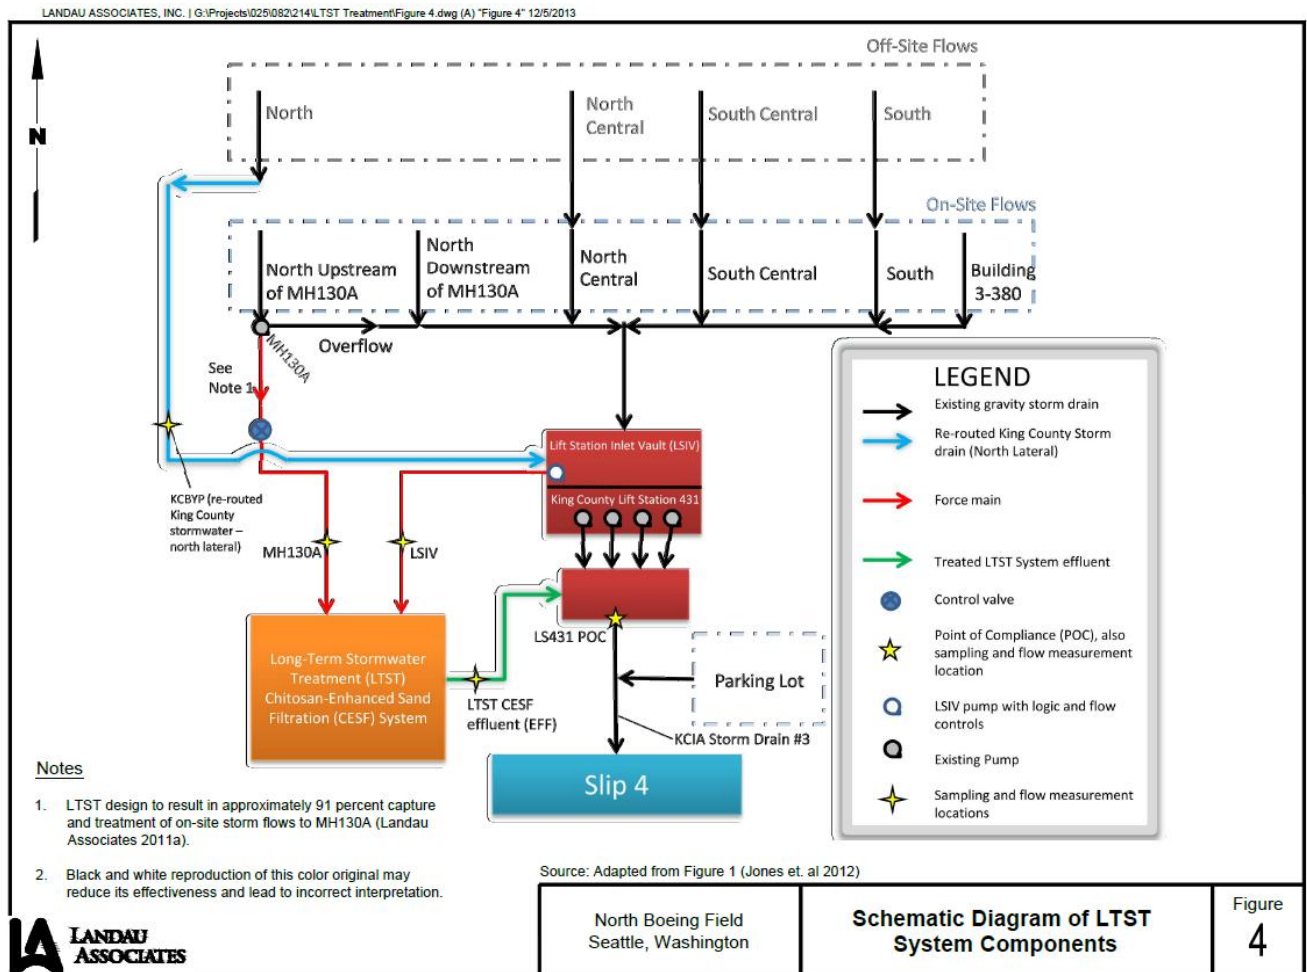 LANDAU ASSOCIATES, INC. | G:\Projects\025\082\214\LTST Treatment\Figure 4.dwg (A) "Figure 4" 12/5/2013
N
Off-Site Flows
North
North
Central
South Central
South
On-Site Flows
North Upstream
of MH130A
North
Downstream
of MH130A
North
Central
South Central
South
Building
3-380
MH130A
Overflow
See
Note 1
Lift Station Inlet Vault (LSIV)
King County Lift Station 431
KCBYP (re-routed
King County
stormwater –
north lateral)
MH130A
LSIV
LS431 POC
Long-Term Stormwater
Treatment (LTST)
Chitosan-Enhanced Sand
Filtration (CESF) System
LTST CESF
effluent (EFF)
Parking Lot
KCIA Storm Drain #3
Slip 4
LEGEND
Existing gravity storm drain
Re-routed King County Storm
drain (North Lateral)
Force main
Treated LTST System effluent
Control valve
Point of Compliance (POC), also
sampling and flow measurement
location
LSIV pump with logic and flow
controls
Existing Pump
Sampling and flow measurement
locations
Notes
1. LTST design to result in approximately 91 percent capture
and treatment of on-site storm flows to MH130A (Landau
Associates 2011a).
2. Black and white reproduction of this color original may
reduce its effectiveness and lead to incorrect interpretation.
Source: Adapted from Figure 1 (Jones et. al 2012)
LA LANDAU
ASSOCIATES
North Boeing Field
Seattle, Washington
Schematic Diagram of LTST
System Components
Figure
4